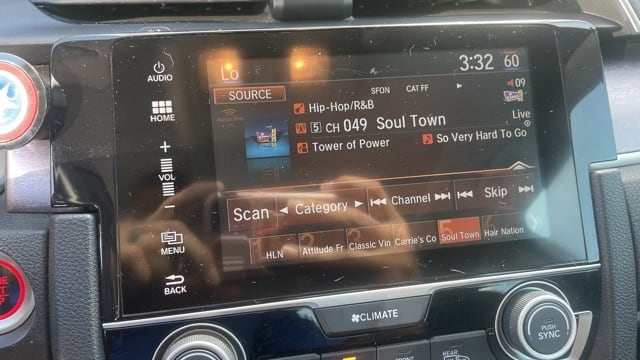 Lo
3:32 60
AUDIO
SOURCE
SFON CAT FF
09
HOME
Hip-Hop/R&B
5 CH 049 Soul Town
Live
Tower of Power So Very Hard To Go
+
VOL
−
Scan Category Channel Skip
MENU
HLN Attitude Fr Classic Vin Carrie's Co Soul Town Hair Nation
BACK
CLIMATE
PUSH
SYNC
FRONT
REAR